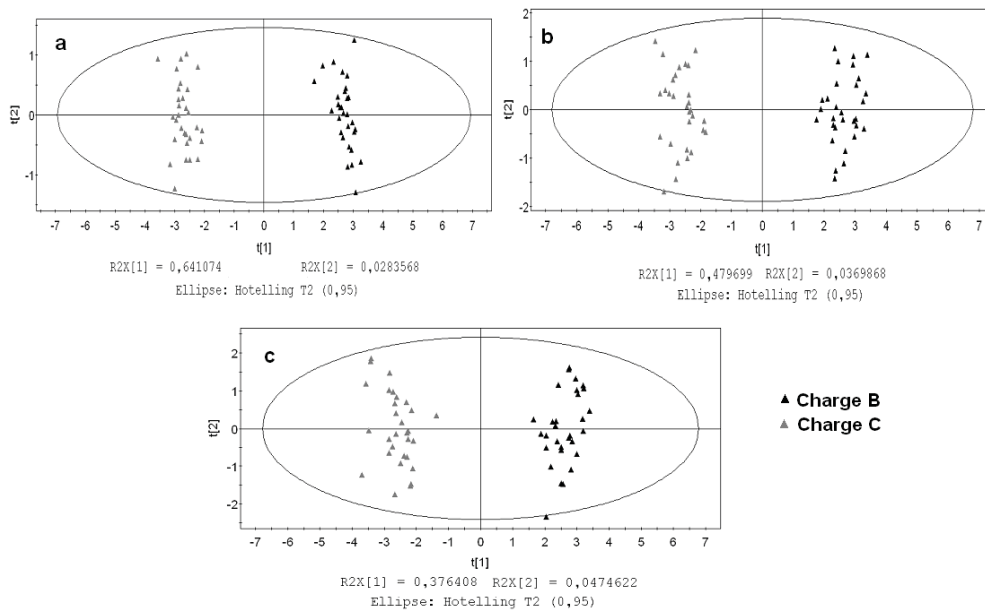 a
t[2]
1
0
-1
-7 -6 -5 -4 -3 -2 -1 0 1 2 3 4 5 6 7
t[1]
R2X[1] = 0,641074 R2X[2] = 0,0283568
Ellipse: Hotelling T2 (0,95)
b
t[2]
2
1
0
-1
-2
-7 -6 -5 -4 -3 -2 -1 0 1 2 3 4 5 6 7
t[1]
R2X[1] = 0,479699 R2X[2] = 0,0369868
Ellipse: Hotelling T2 (0,95)
c
t[2]
2
1
0
-1
-2
-7 -6 -5 -4 -3 -2 -1 0 1 2 3 4 5 6 7
t[1]
R2X[1] = 0,376408 R2X[2] = 0,0474622
Ellipse: Hotelling T2 (0,95)
Charge B
Charge C